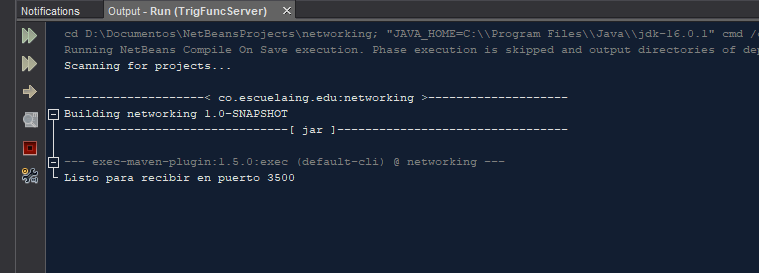 Notifications Output - Run (TrigFuncServer) ×
cd D:\Documentos\NetBeansProjects\networking; "JAVA_HOME=C:\\Program Files\\Java\\jdk-16.0.1" cmd /
Running NetBeans Compile On Save execution. Phase execution is skipped and output directories of de
Scanning for projects...
--------------------< co.escuelaing.edu:networking >--------------------
Building networking 1.0-SNAPSHOT
--------------------------------[ jar ]---------------------------------
--- exec-maven-plugin:1.5.0:exec (default-cli) @ networking ---
Listo para recibir en puerto 3500